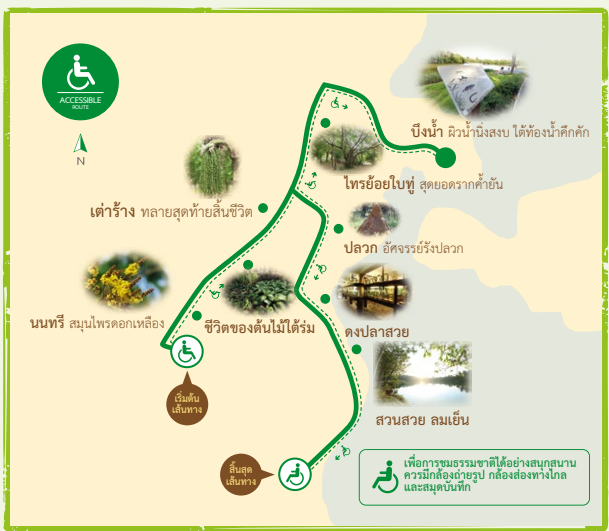 ACCESSIBLE
ROUTE
N
บึงน้ำ ผิวน้ำนิ่งสงบ ใต้ท้องน้ำคึกคัก
ไทรย้อยใบทู่ สุดยอดรากค้ำยัน
เต่าร้าง ทลายสุดท้ายสิ้นชีวิต
ปลวก อัศจรรย์รังปลวก
นนทรี สมุนไพรดอกเหลือง
ชีวิตของต้นไม้ใต้ร่ม
ดงปลาสวย
เริ่มต้น
เส้นทาง
สวนสวย ลมเย็น
สิ้นสุด
เส้นทาง
เพื่อการชมธรรมชาติได้อย่างสนุกสนาน
ควรมีกล้องถ่ายรูป กล้องส่องทางไกล
และสมุดบันทึก